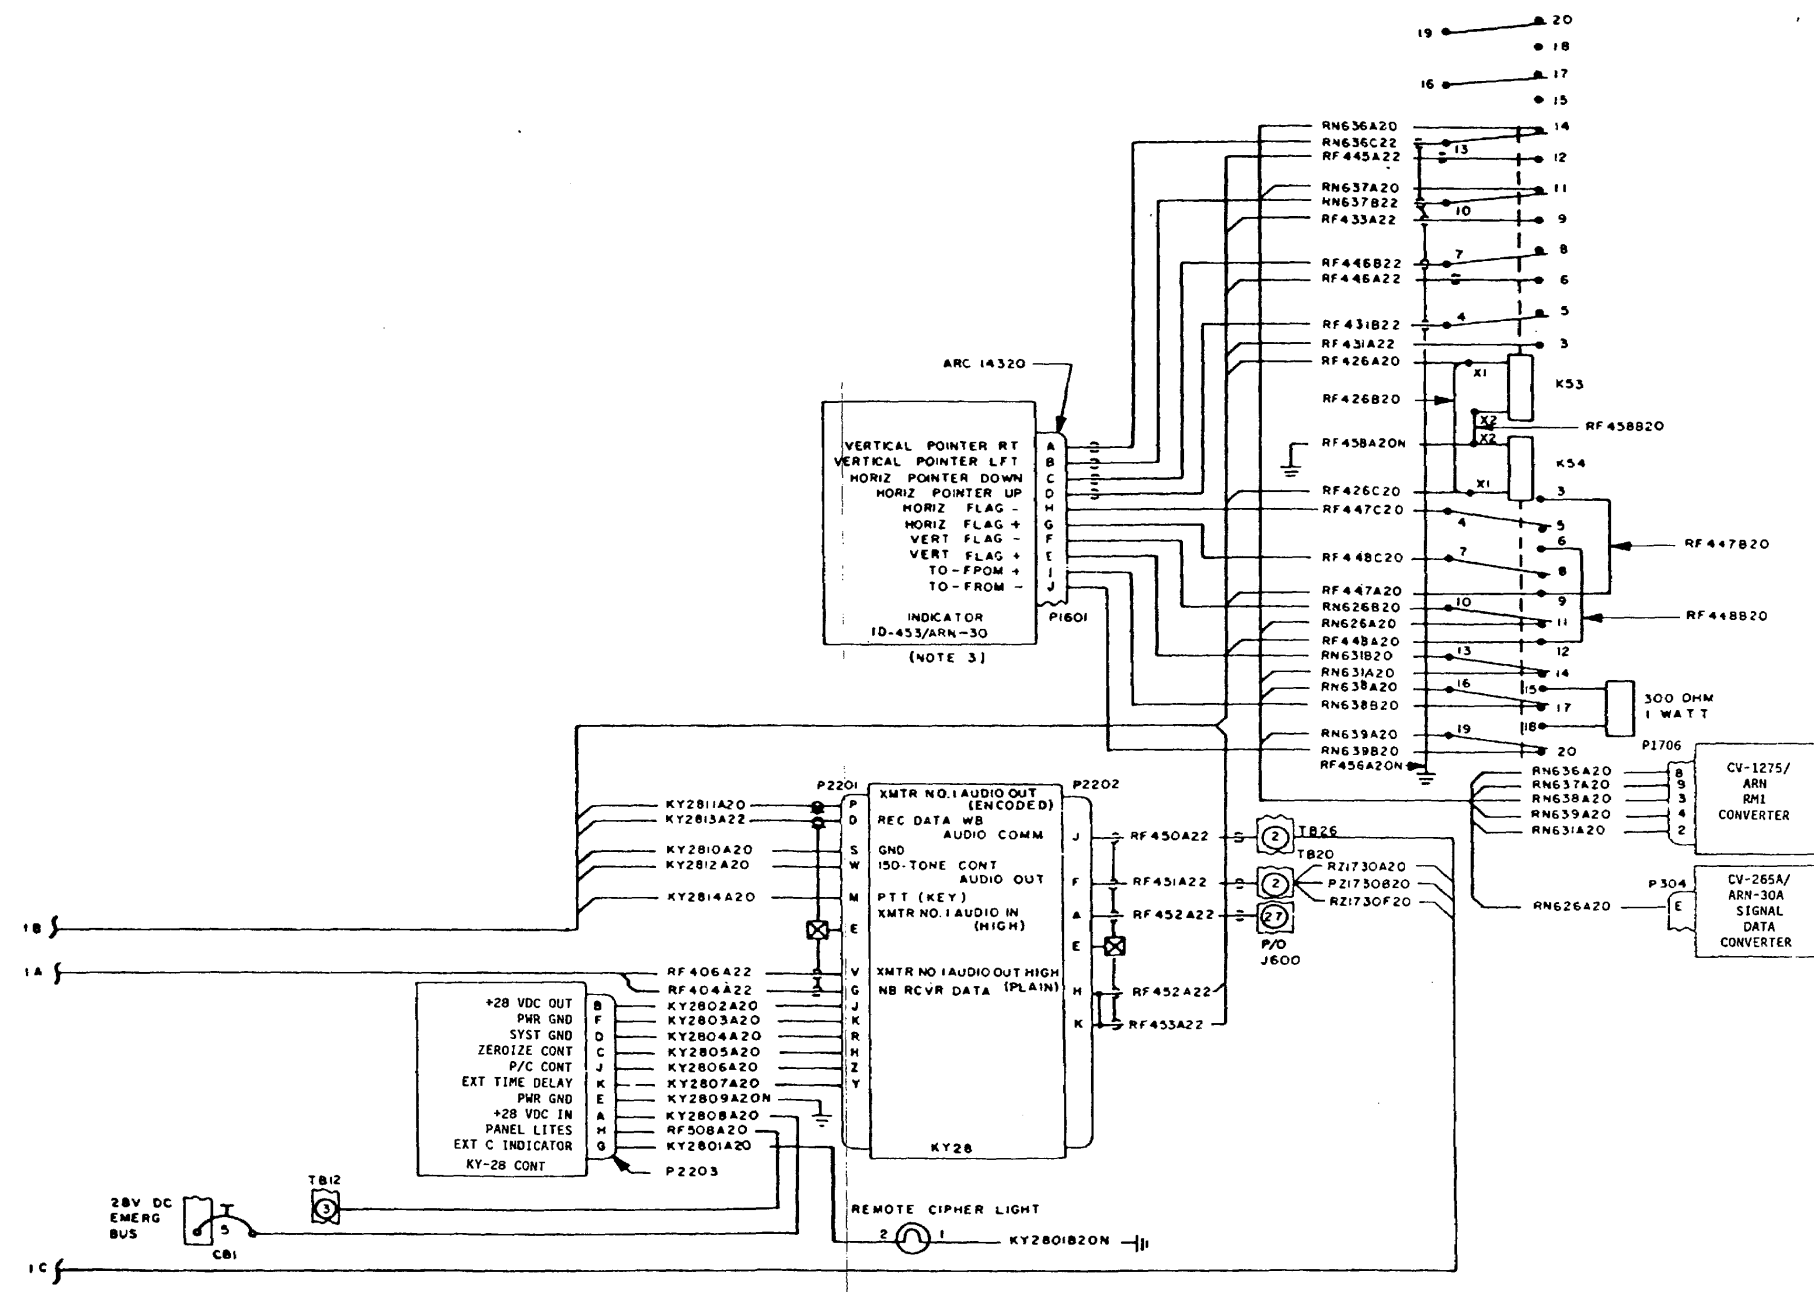 19 20
18
16 17
15
RN636A20 14
RN636C22 13
RF445A22 12
RN637A20 11
RN637B22 10
RF433A22 9
RF446B22 7 8
RF446A22 6
RF431B22 4 5
RF431A22 3
RF426A20 X1
K53
ARC 14320
RF426B20
X2
RF458B20
RF458A20N X2
K54
RF426C20 X1
3
RF447C20 4 5
6
RF447B20
RF448C20 7 8
RF447A20 9
RN626B20 10
RN626A20 11
RF448B20
RF448A20 12
RN631B20 13
RN631A20 14
RN638A20 16 15
RN638B20 17
300 OHM
1 WATT
18
RN639A20 19
RN639B20 20
RF456A20N
VERTICAL POINTER RT A
VERTICAL POINTER LFT B
HORIZ POINTER DOWN C
HORIZ POINTER UP D
HORIZ FLAG - H
HORIZ FLAG + G
VERT FLAG - F
VERT FLAG + E
TO-FROM + I
TO-FROM - J
INDICATOR
ID-453/ARN-30
P1601
(NOTE 3)
P1706
RN636A20 8
RN637A20 9
RN638A20 3
RN639A20 4
RN631A20 2
CV-1275/
ARN
RM1
CONVERTER
P304
RN626A20 E
CV-265A/
ARN-30A
SIGNAL
DATA
CONVERTER
P2201
P2202
KY2811A20 P XMTR NO.1 AUDIO OUT
(ENCODED)
KY2813A22 D REC DATA WB
AUDIO COMM J RF450A22 2 TB26
KY2810A20 S GND
KY2812A20 W 150-TONE CONT
TB20
AUDIO OUT F RF451A22 2
RZ1730A20
PZ1730B20
RZ1730F20
KY2814A20 M PTT (KEY)
XMTR NO.1 AUDIO IN
(HIGH)
A RF452A22 27
P/O
J600
E
E
1B
1A
RF406A22 V XMTR NO 1 AUDIO OUT HIGH
RF404A22 G NB RCVR DATA (PLAIN)
H RF452A22
K RF453A22
+28 VDC OUT B KY2802A20 J
PWR GND F KY2803A20 K
SYST GND D KY2804A20 R
ZEROIZE CONT C KY2805A20 H
P/C CONT J KY2806A20 Z
EXT TIME DELAY K KY2807A20 Y
PWR GND E KY2809A20N
+28 VDC IN A KY2808A20
PANEL LITES H RF508A20
EXT C INDICATOR G KY2801A20
KY-28 CONT
P2203
KY28
TB12
3
28V DC
EMERG
BUS
5
CB1
REMOTE CIPHER LIGHT
2 1 KY2801B20N
1C